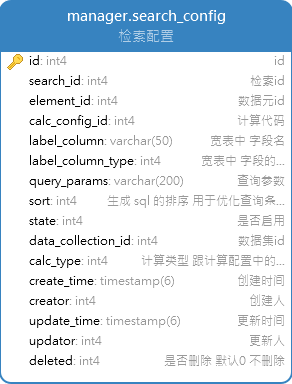 manager.search_config
检索配置
id: int4 id
search_id: int4 检索id
element_id: int4 数据元id
calc_config_id: int4 计算代码
label_column: varchar(50) 宽表中 字段名
label_column_type: int4 宽表中 字段的...
query_params: varchar(200) 查询参数
sort: int4 生成 sql 的排序 用于优化查询条...
state: int4 是否启用
data_collection_id: int4 数据集id
calc_type: int4 计算类型 跟计算配置中的...
create_time: timestamp(6) 创建时间
creator: int4 创建人
update_time: timestamp(6) 更新时间
updator: int4 更新人
deleted: int4 是否删除 默认0 不删除